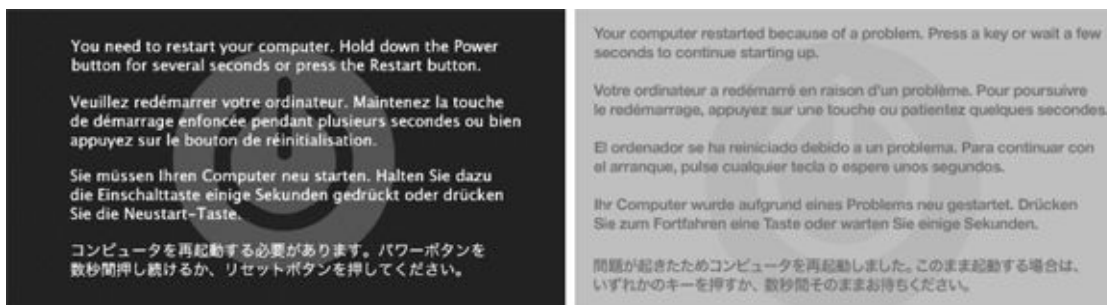 You need to restart your computer. Hold down the Power
button for several seconds or press the Restart button.
Veuillez redémarrer votre ordinateur. Maintenez la touche
de démarrage enfoncée pendant plusieurs secondes ou bien
appuyez sur le bouton de réinitialisation.
Sie müssen Ihren Computer neu starten. Halten Sie dazu
die Einschalttaste einige Sekunden gedrückt oder drücken
Sie die Neustart-Taste.
コンピュータを再起動する必要があります。パワーボタンを
数秒間押し続けるか、リセットボタンを押してください。
Your computer restarted because of a problem. Press a key or wait a few
seconds to continue starting up.
Votre ordinateur a redémarré en raison d'un problème. Pour poursuivre
le redémarrage, appuyez sur une touche ou patientez quelques secondes.
El ordenador se ha reiniciado debido a un problema. Para continuar con
el arranque, pulse cualquier tecla o espere unos segundos.
Ihr Computer wurde aufgrund eines Problems neu gestartet. Drücken
Sie zum Fortfahren eine Taste oder warten Sie einige Sekunden.
問題が起きたためコンピュータを再起動しました。このまま起動する場合は、
いずれかのキーを押すか、数秒間そのままお待ちください。